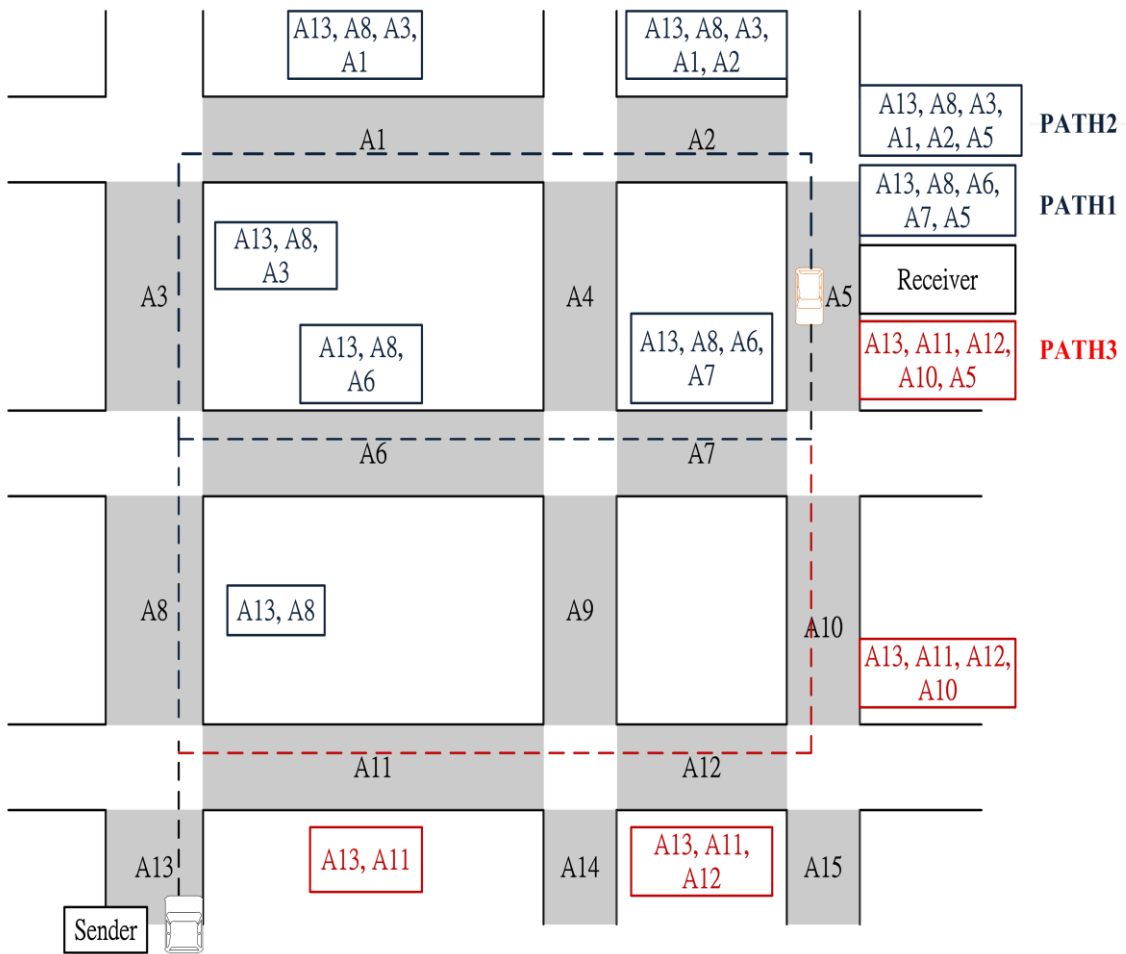 A13, A8, A3,
A1
A13, A8, A3,
A1, A2
A13, A8, A3,
A1, A2, A5
PATH2
A1
A2
A13, A8, A6,
A7, A5
PATH1
A13, A8,
A3
A3
A4
A5
Receiver
A13, A8,
A6
A13, A8, A6,
A7
A13, A11, A12,
A10, A5
PATH3
A6
A7
A8
A13, A8
A9
A10
A13, A11, A12,
A10
A11
A12
A13
A13, A11
A14
A13, A11,
A12
A15
Sender